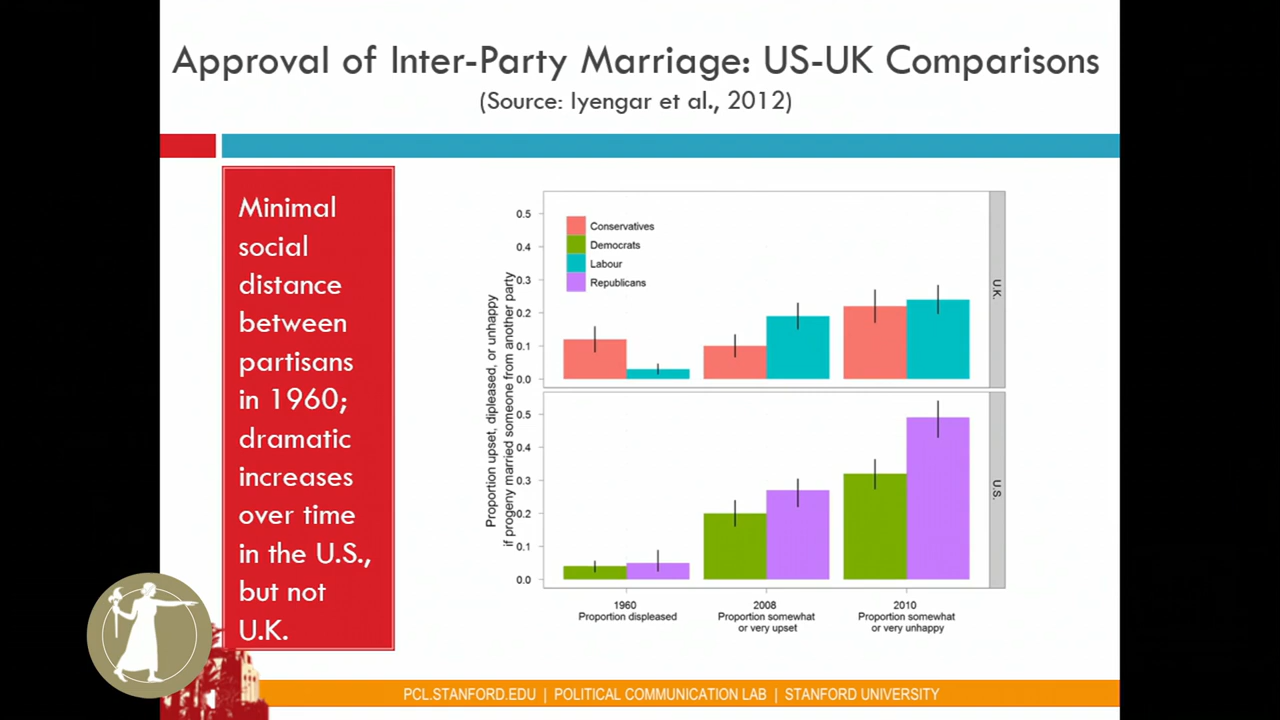 Approval of Inter-Party Marriage: US-UK Comparisons
(Source: Iyengar et al., 2012)
Minimal
social
distance
between
partisans
in 1960;
dramatic
increases
over time
in the U.S.,
but not
U.K.
Proportion upset, dipleased, or unhappy
if progeny married someone from another party
0.5
0.4
0.3
0.2
0.1
0.0
Conservatives
Democrats
Labour
Republicans
U.K.
0.5
0.4
0.3
0.2
0.1
0.0
U.S.
1960
Proportion displeased
2008
Proportion somewhat
or very upset
2010
Proportion somewhat
or very unhappy
PCL.STANFORD.EDU | POLITICAL COMMUNICATION LAB | STANFORD UNIVERSITY